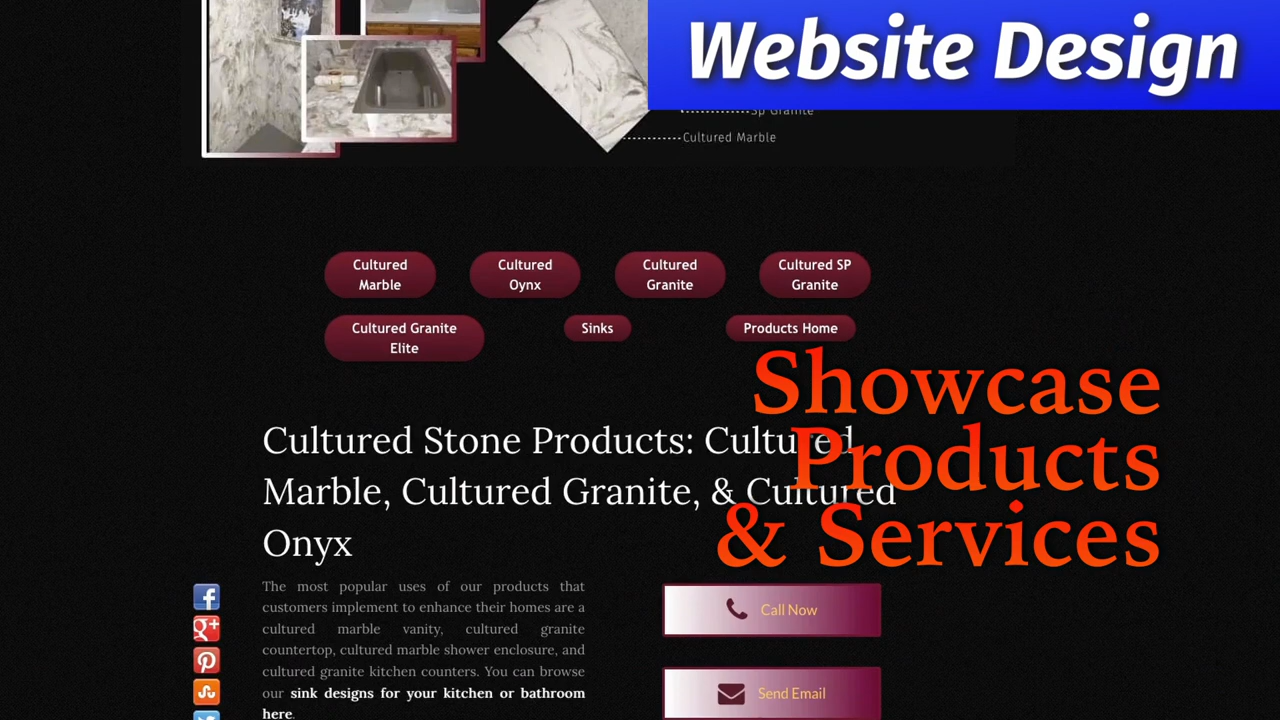 Website Design
Sp Granite
Cultured Marble
Cultured
Marble
Cultured
Oynx
Cultured
Granite
Cultured SP
Granite
Cultured Granite
Elite
Sinks
Products Home
Showcase
Products
& Services
Cultured Stone Products: Cultured
Marble, Cultured Granite, & Cultured
Onyx
The most popular uses of our products that
customers implement to enhance their homes are a
cultured marble vanity, cultured granite
countertop, cultured marble shower enclosure, and
cultured granite kitchen counters. You can browse
our sink designs for your kitchen or bathroom
here.
Call Now
Send Email